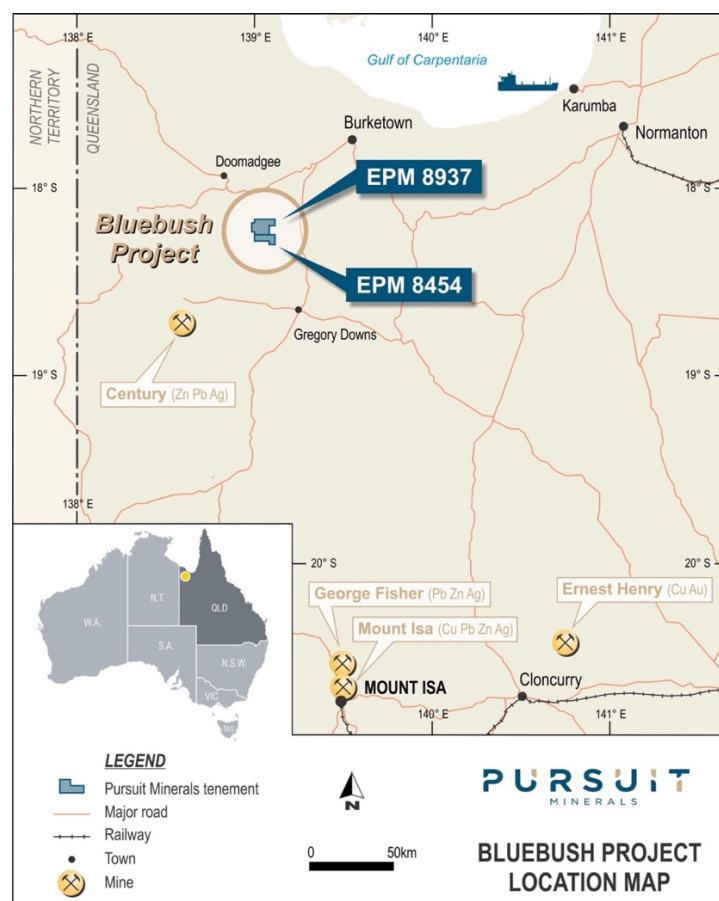 138° E
139° E
140° E
141° E
Gulf of Carpentaria
NORTHERN
TERRITORY
QUEENSLAND
Karumba
Burketown
Normanton
Doomadgee
18° S
EPM 8937
18° S
Bluebush
Project
EPM 8454
Gregory Downs
19° S
19° S
Century (Zn Pb Ag)
138° E
20° S
20° S
George Fisher (Pb Zn Ag)
Ernest Henry (Cu Au)
Mount Isa (Cu Pb Zn Ag)
MOUNT ISA
Cloncurry
140° E
141° E
W.A.
N.T.
QLD
S.A.
N.S.W.
VIC
TAS
LEGEND
Pursuit Minerals tenement
Major road
Railway
Town
Mine
N
0
50km
PURSUIT
MINERALS
BLUEBUSH PROJECT
LOCATION MAP